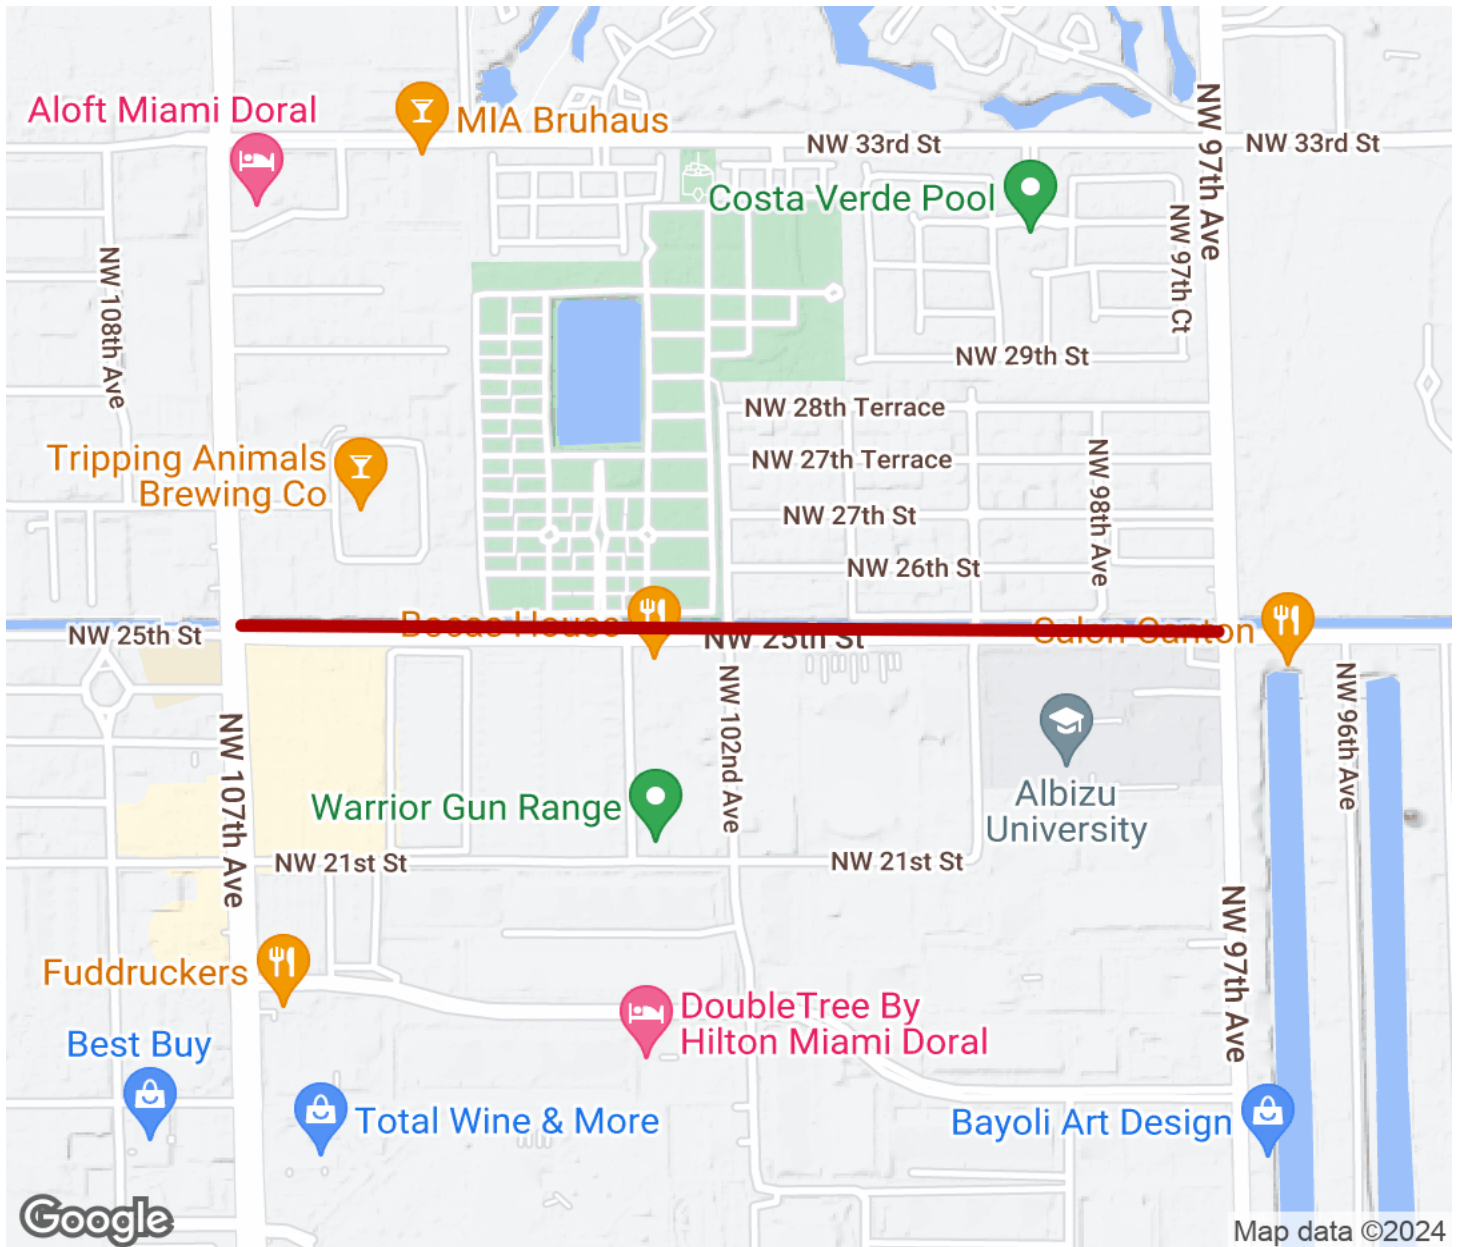 Aloft Miami Doral
MIA Bruhaus
NW 33rd St
NW 33rd St
NW 97th Ave
Costa Verde Pool
NW 97th Ct
NW 108th Ave
NW 29th St
NW 28th Terrace
Tripping Animals
Brewing Co
NW 27th Terrace
NW 98th Ave
NW 27th St
NW 26th St
NW 25th St
NW 25th St
NW 107th Ave
NW 102nd Ave
NW 96th Ave
Warrior Gun Range
Albizu
University
NW 21st St
NW 21st St
NW 97th Ave
Fuddruckers
DoubleTree By
Hilton Miami Doral
Best Buy
Total Wine & More
Bayoli Art Design
Google
Map data ©2024